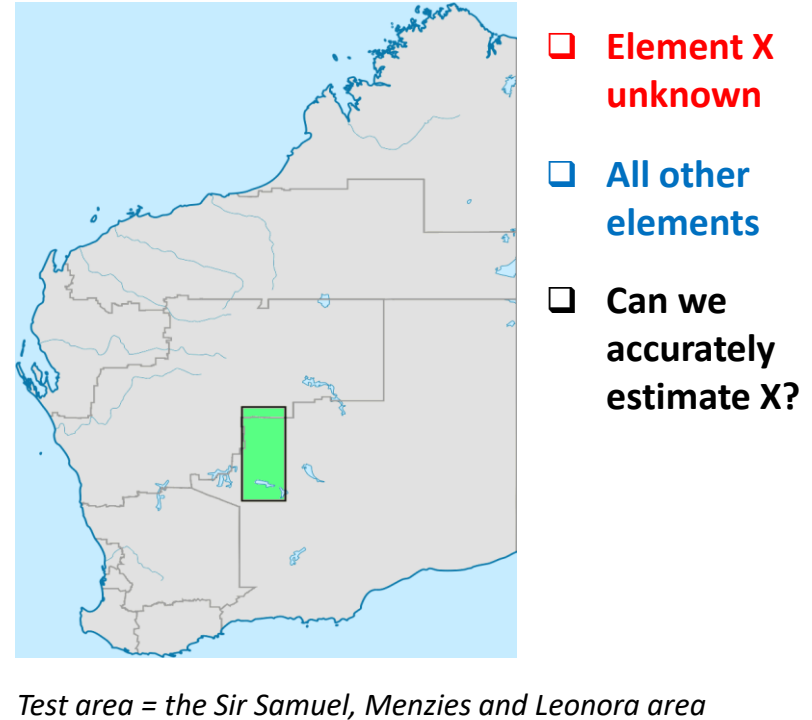 Element X
unknown
All other
elements
Can we
accurately
estimate X?
Test area = the Sir Samuel, Menzies and Leonora area